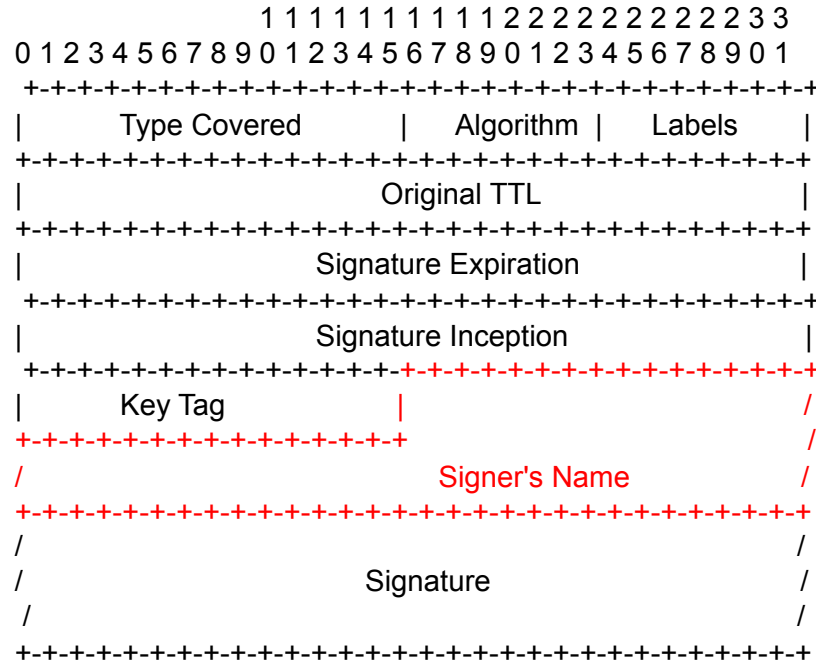 1 1 1 1 1 1 1 1 1 1 2 2 2 2 2 2 2 2 2 2 3 3
 0 1 2 3 4 5 6 7 8 9 0 1 2 3 4 5 6 7 8 9 0 1 2 3 4 5 6 7 8 9 0 1
 +-+-+-+-+-+-+-+-+-+-+-+-+-+-+-+-+-+-+-+-+-+-+-+-+-+-+-+-+-+-+
| Type Covered | Algorithm | Labels |
+-+-+-+-+-+-+-+-+-+-+-+-+-+-+-+-+-+-+-+-+-+-+-+-+-+-+-+-+-+-+
| Original TTL |
+-+-+-+-+-+-+-+-+-+-+-+-+-+-+-+-+-+-+-+-+-+-+-+-+-+-+-+-+-+-+
| Signature Expiration |
 +-+-+-+-+-+-+-+-+-+-+-+-+-+-+-+-+-+-+-+-+-+-+-+-+-+-+-+-+-+-+
| Signature Inception |
 +-+-+-+-+-+-+-+-+-+-+-+-+-+-+-+-+-+-+-+-+-+-+-+-+-+-+-+-+-+-+
| Key Tag | /
+-+-+-+-+-+-+-+-+-+-+-+-+-+-+-+ /
/ Signer's Name /
+-+-+-+-+-+-+-+-+-+-+-+-+-+-+-+-+-+-+-+-+-+-+-+-+-+-+-+-+-+-+
/ /
/ Signature /
/ /
+-+-+-+-+-+-+-+-+-+-+-+-+-+-+-+-+-+-+-+-+-+-+-+-+-+-+-+-+-+-+